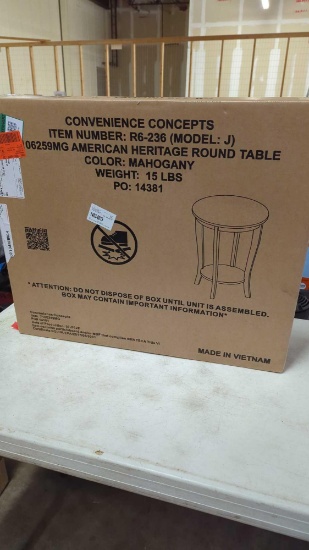 CONVENIENCE CONCEPTS
ITEM NUMBER: R6-236 (MODEL: J)
06259MG AMERICAN HERITAGE ROUND TABLE
COLOR: MAHOGANY
WEIGHT: 15 LBS
PO: 14381
"ATTENTION: DO NOT DISPOSE OF BOX UNTIL UNIT IS ASSEMBLED.
BOX MAY CONTAIN IMPORTANT INFORMATION"
MADE IN VIETNAM